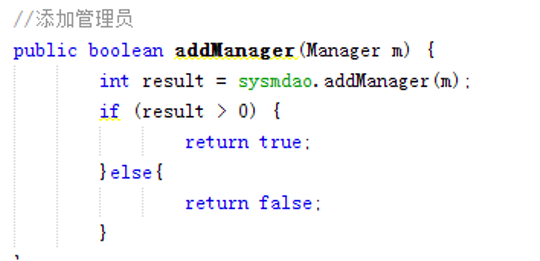 //添加管理员
public boolean addManager(Manager m) {
int result = sysmdao.addManager(m);
if (result > 0) {
return true;
}else{
return false;
}